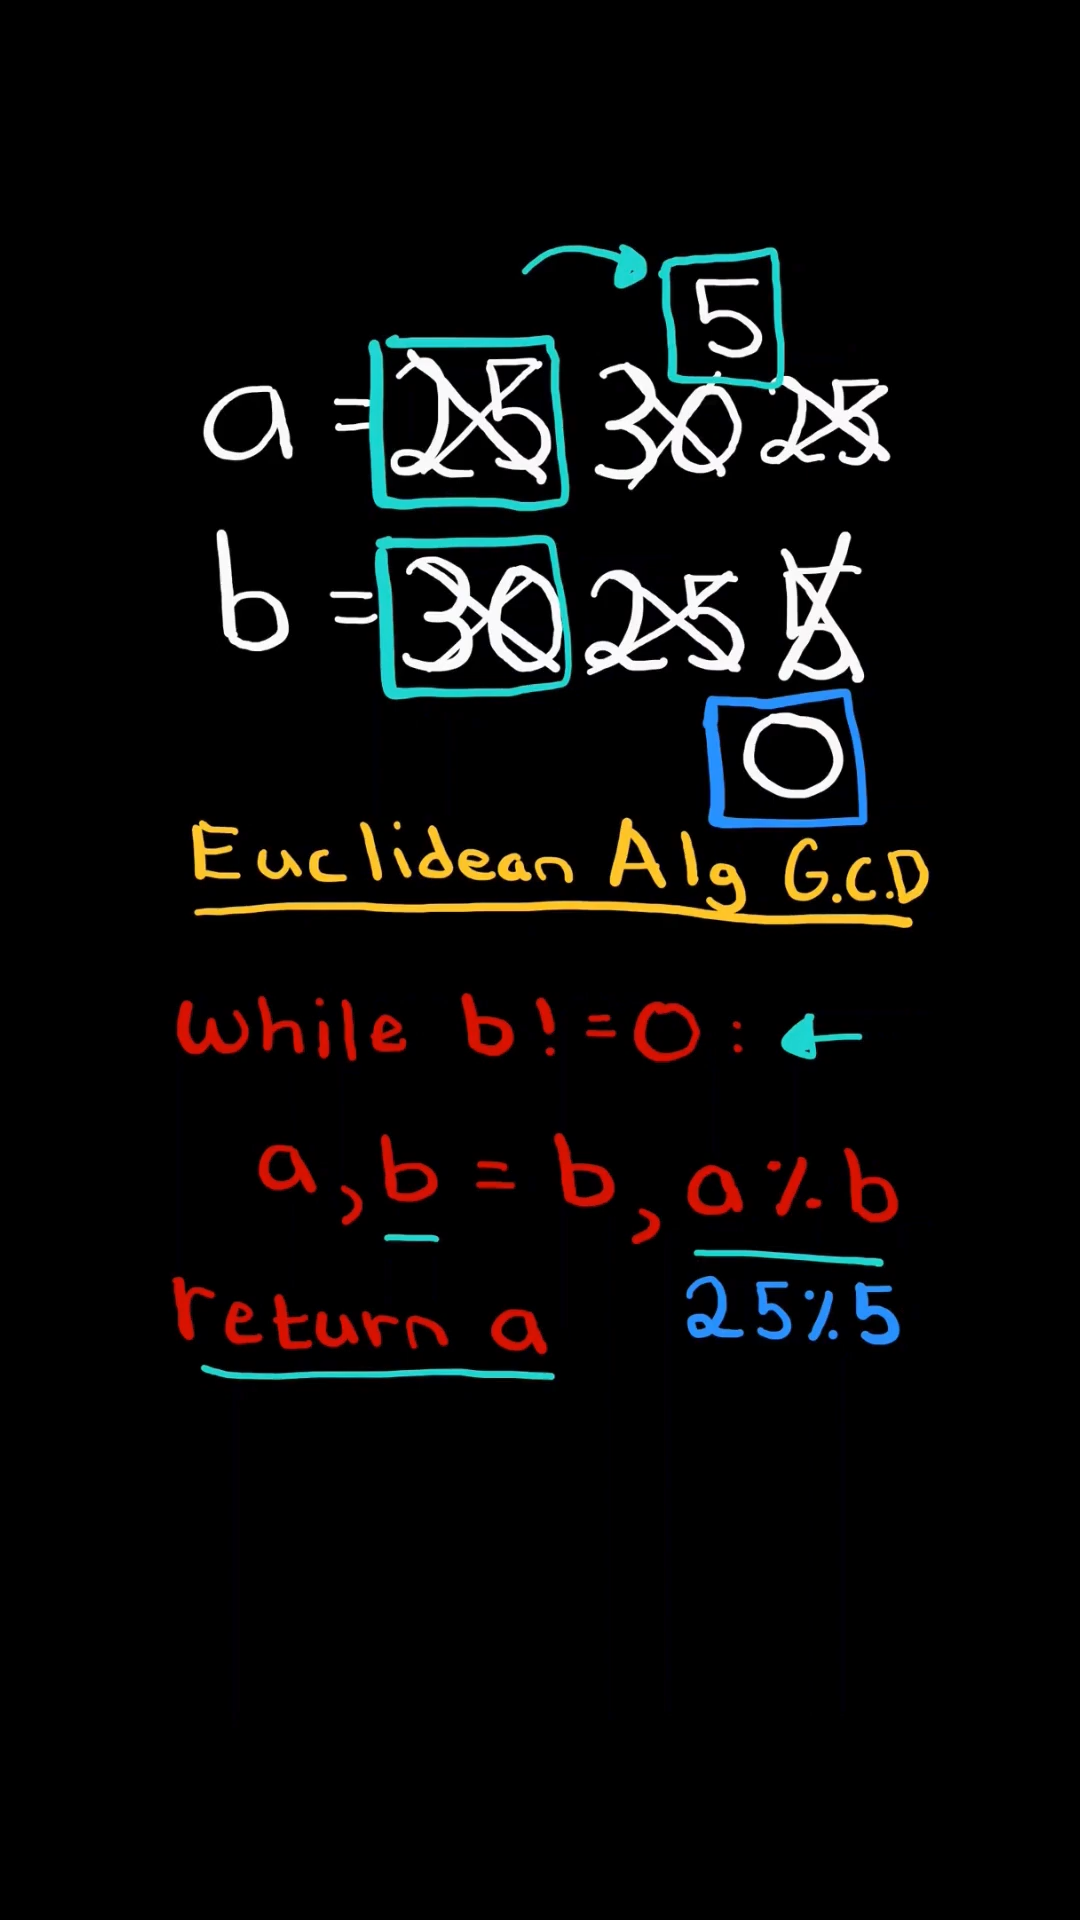 5
a = 25 30 25
b = 30 25 5
0
Euclidean Alg G.C.D
while b! = 0 :
a, b = b, a % b
return a 25%5